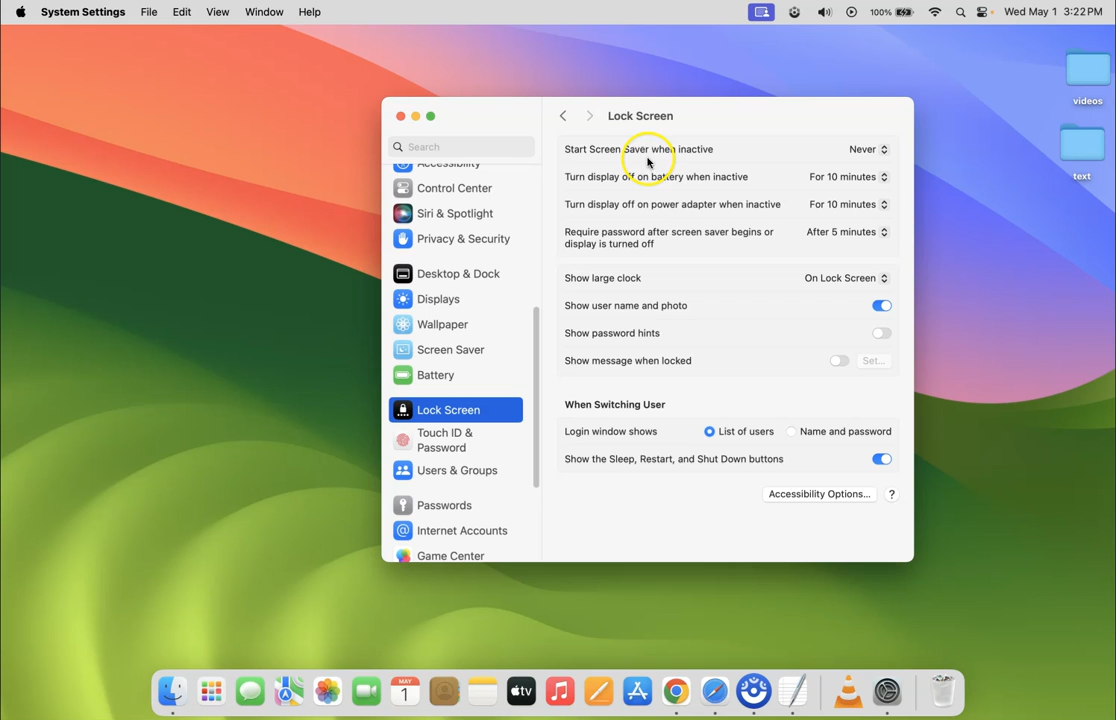 System Settings File Edit View Window Help 100% Wed May 1 3:22 PM
videos
text
Search
Accessibility
Control Center
Siri & Spotlight
Privacy & Security
Desktop & Dock
Displays
Wallpaper
Screen Saver
Battery
Lock Screen
Touch ID &
Password
Users & Groups
Passwords
Internet Accounts
Game Center
Lock Screen
Start Screen Saver when inactive Never
Turn display off on battery when inactive For 10 minutes
Turn display off on power adapter when inactive For 10 minutes
Require password after screen saver begins or After 5 minutes
display is turned off
Show large clock On Lock Screen
Show user name and photo
Show password hints
Show message when locked Set...
When Switching User
Login window shows List of users Name and password
Show the Sleep, Restart, and Shut Down buttons
Accessibility Options... ?
MAY
1
tv